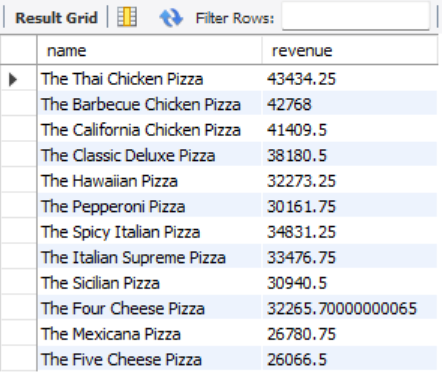 Result Grid Filter Rows:
name revenue
The Thai Chicken Pizza 43434.25
The Barbecue Chicken Pizza 42768
The California Chicken Pizza 41409.5
The Classic Deluxe Pizza 38180.5
The Hawaiian Pizza 32273.25
The Pepperoni Pizza 30161.75
The Spicy Italian Pizza 34831.25
The Italian Supreme Pizza 33476.75
The Sicilian Pizza 30940.5
The Four Cheese Pizza 32265.70000000065
The Mexicana Pizza 26780.75
The Five Cheese Pizza 26066.5